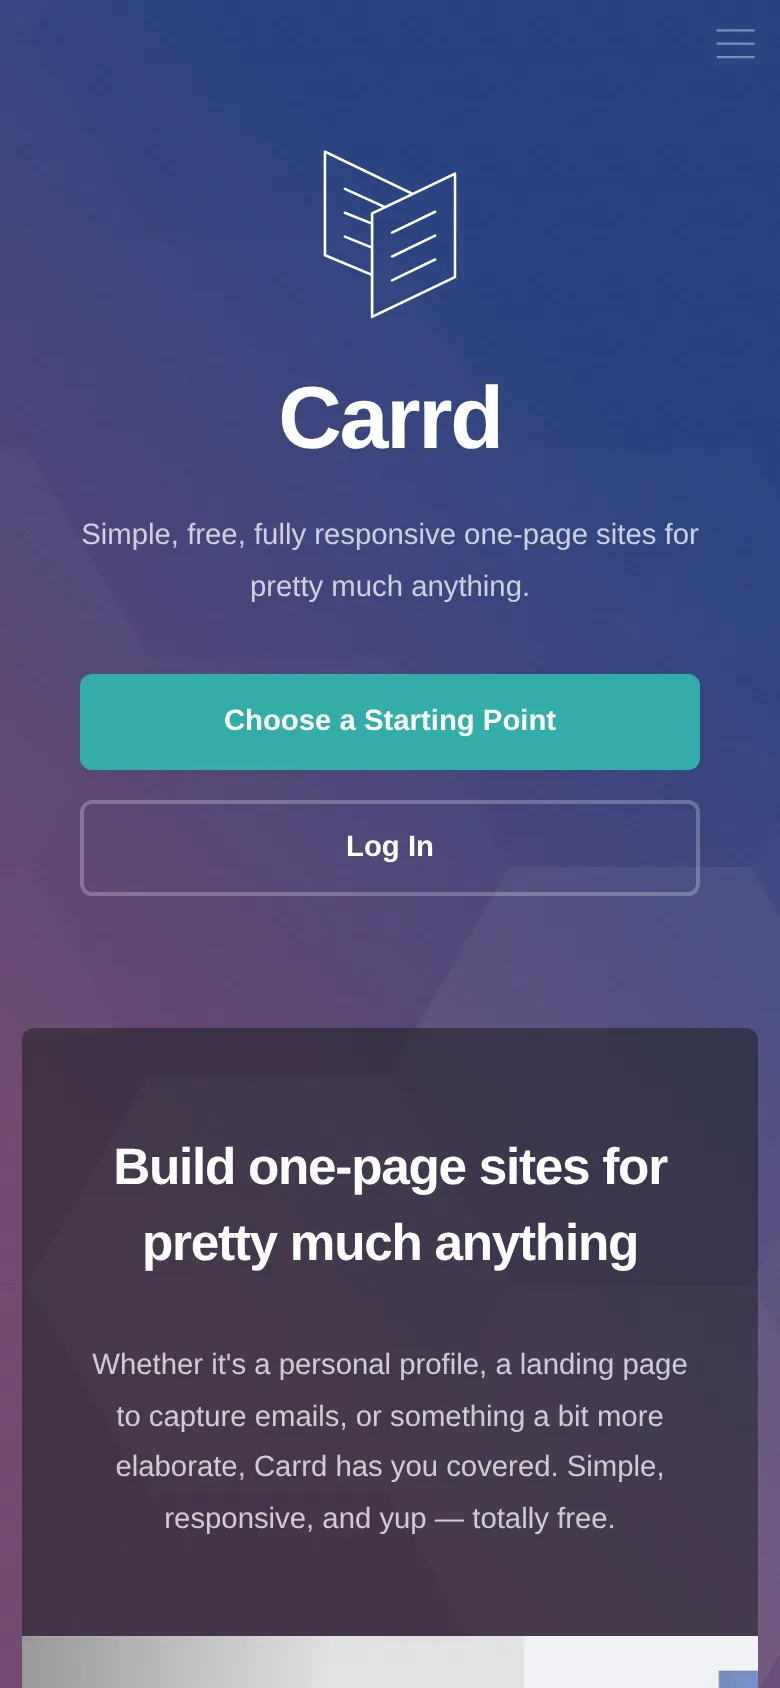 Carrd
Simple, free, fully responsive one-page sites for
pretty much anything.
Choose a Starting Point
Log In
Build one-page sites for
pretty much anything
Whether it's a personal profile, a landing page
to capture emails, or something a bit more
elaborate, Carrd has you covered. Simple,
responsive, and yup — totally free.